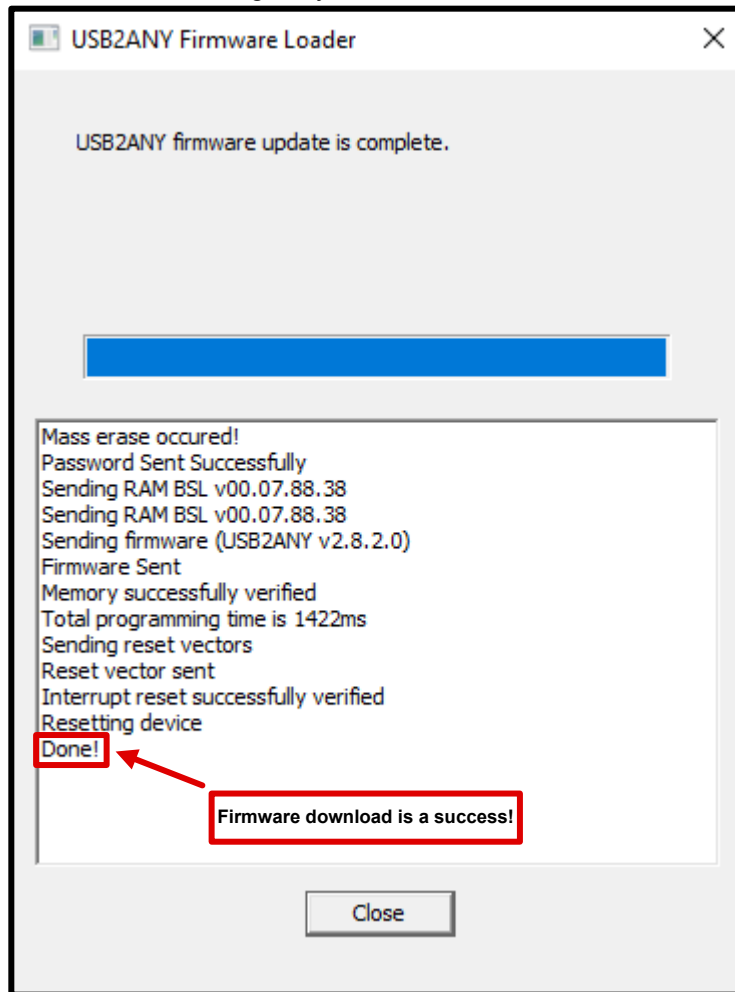 USB2ANY Firmware Loader
USB2ANY firmware update is complete.
Mass erase occured!
Password Sent Successfully
Sending RAM BSL v00.07.88.38
Sending RAM BSL v00.07.88.38
Sending firmware (USB2ANY v2.8.2.0)
Firmware Sent
Memory successfully verified
Total programming time is 1422ms
Sending reset vectors
Reset vector sent
Interrupt reset successfully verified
Resetting device
Done!
Firmware download is a success!
Close